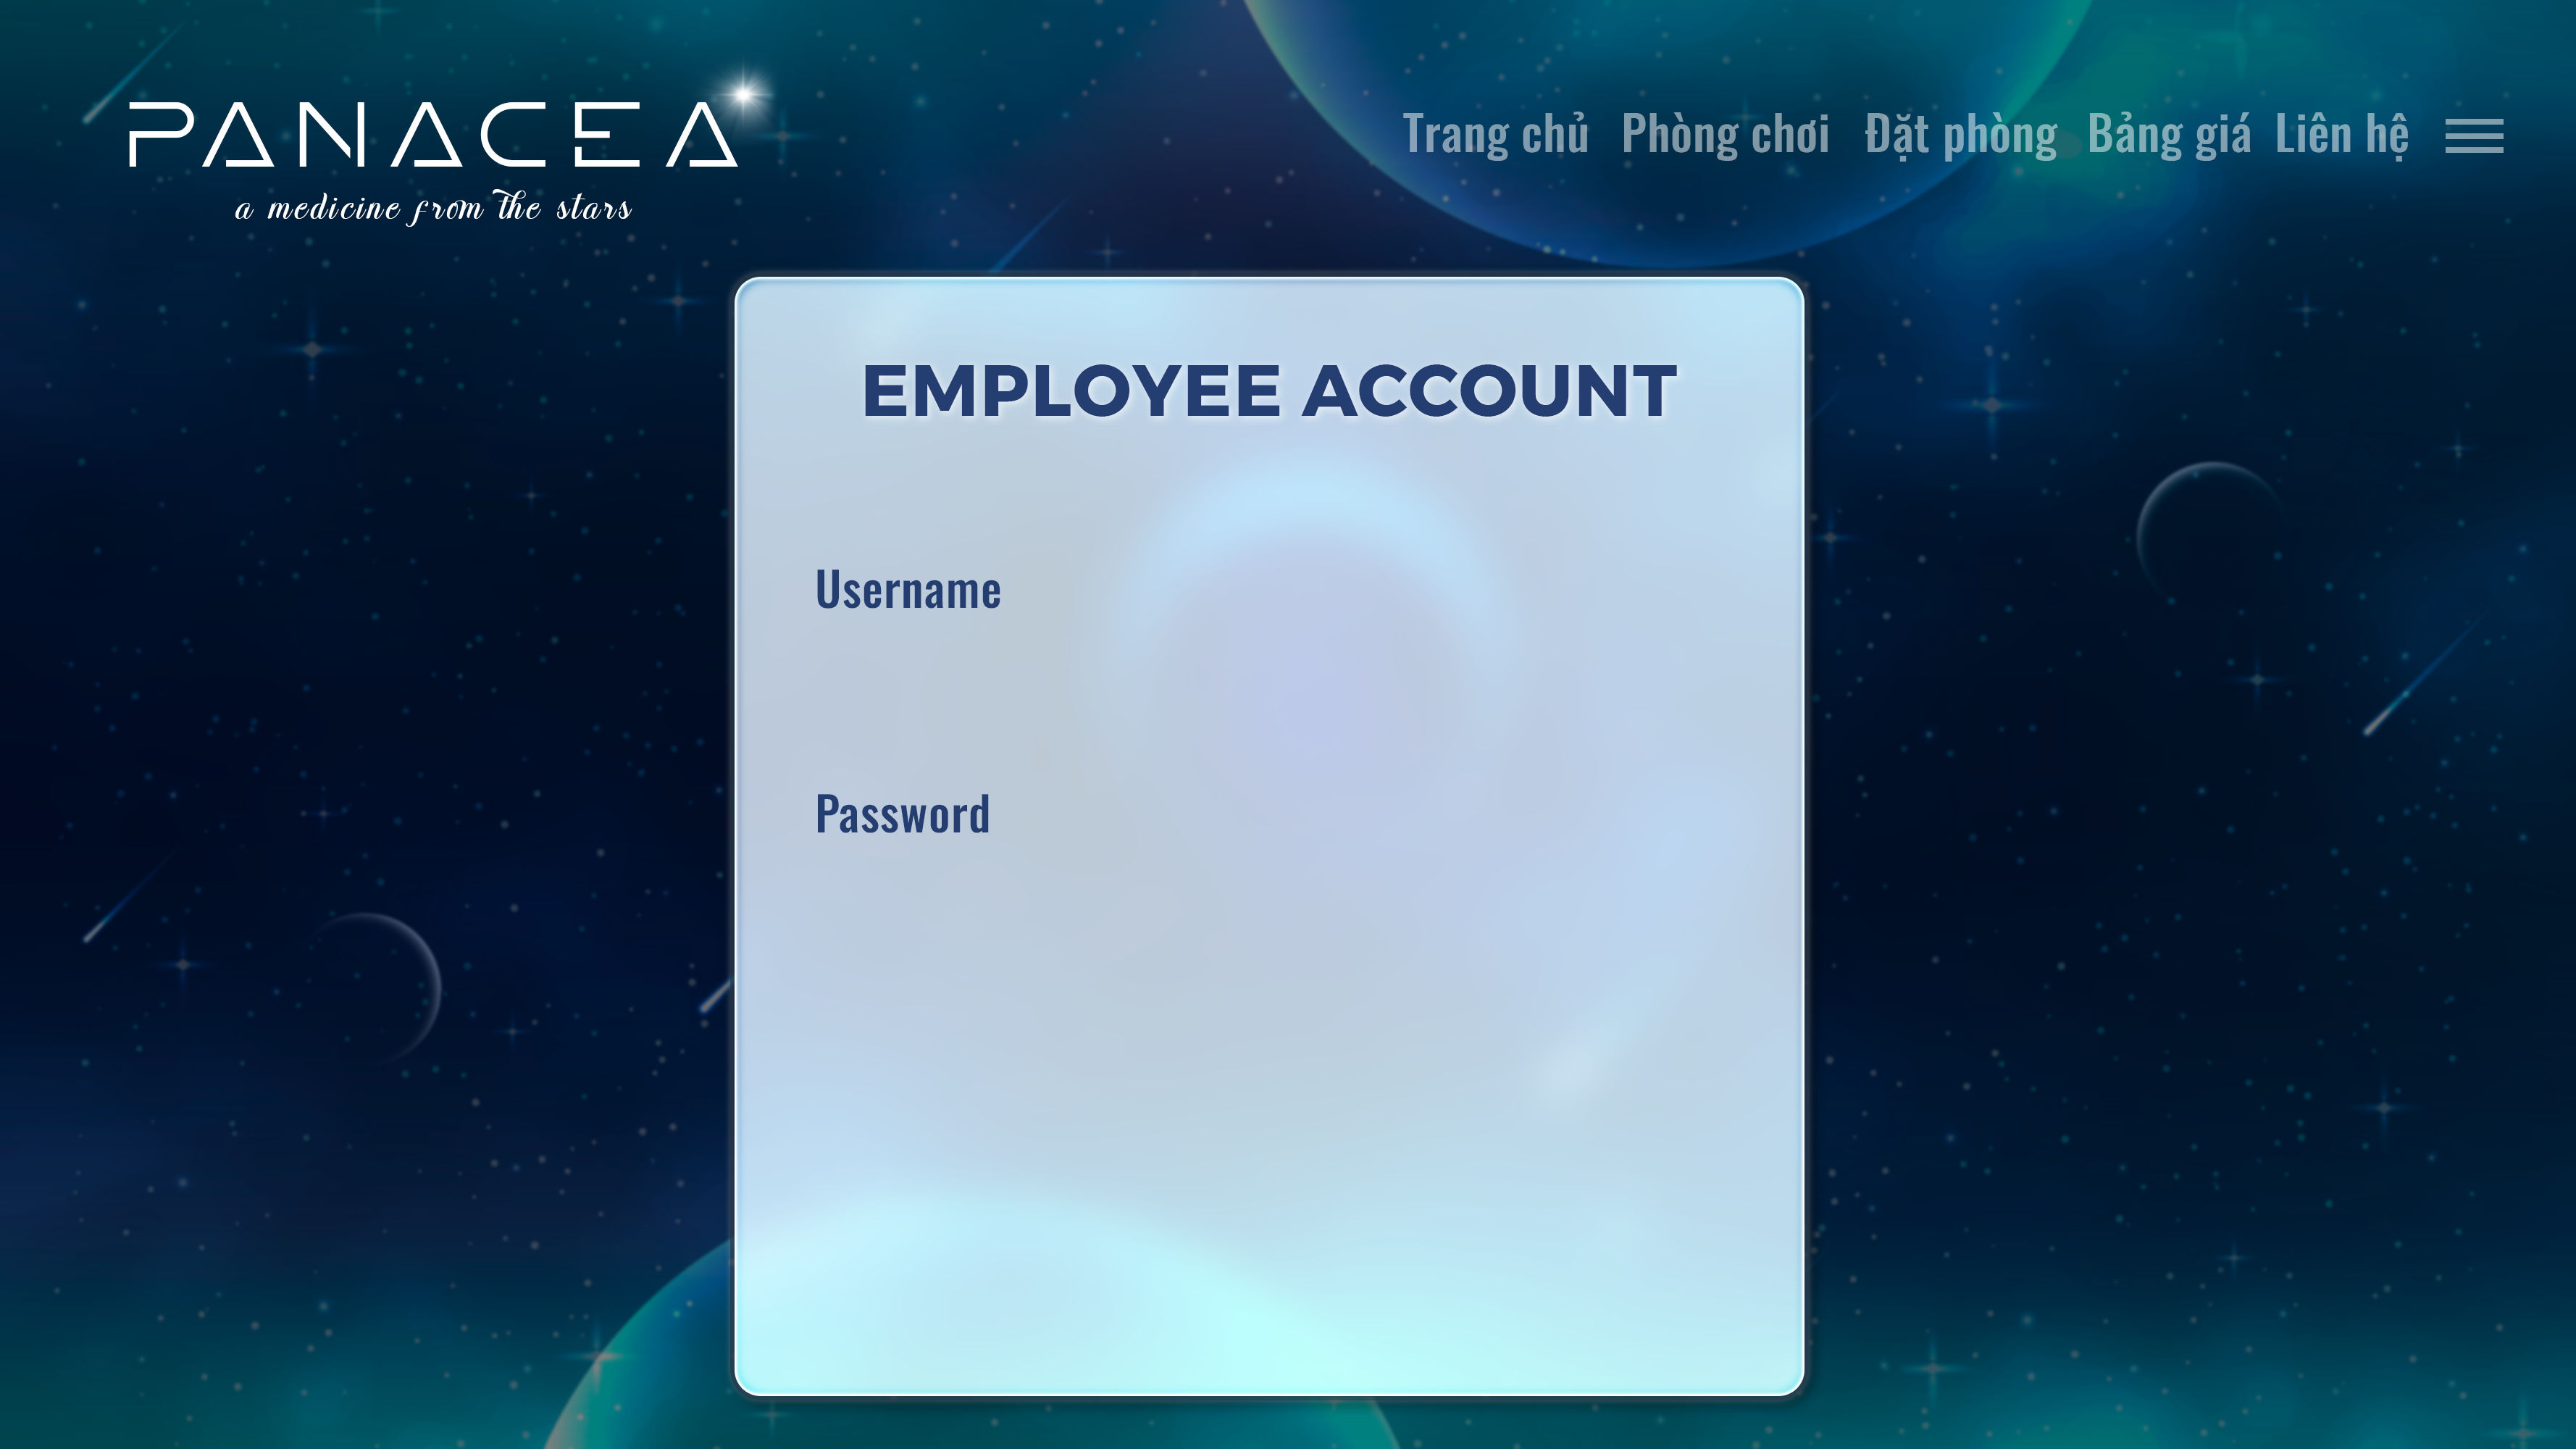 PANACEA
a medicine from the stars
Trang chủ Phòng chơi Đặt phòng Bảng giá Liên hệ
EMPLOYEE ACCOUNT
Username
Password